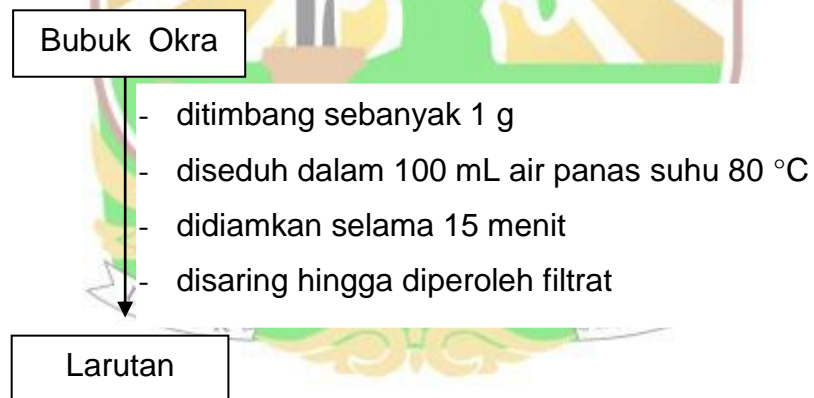 Bubuk Okra
- ditimbang sebanyak 1 g
- diseduh dalam 100 mL air panas suhu 80 °C
- didiamkan selama 15 menit
- disaring hingga diperoleh filtrat
Larutan